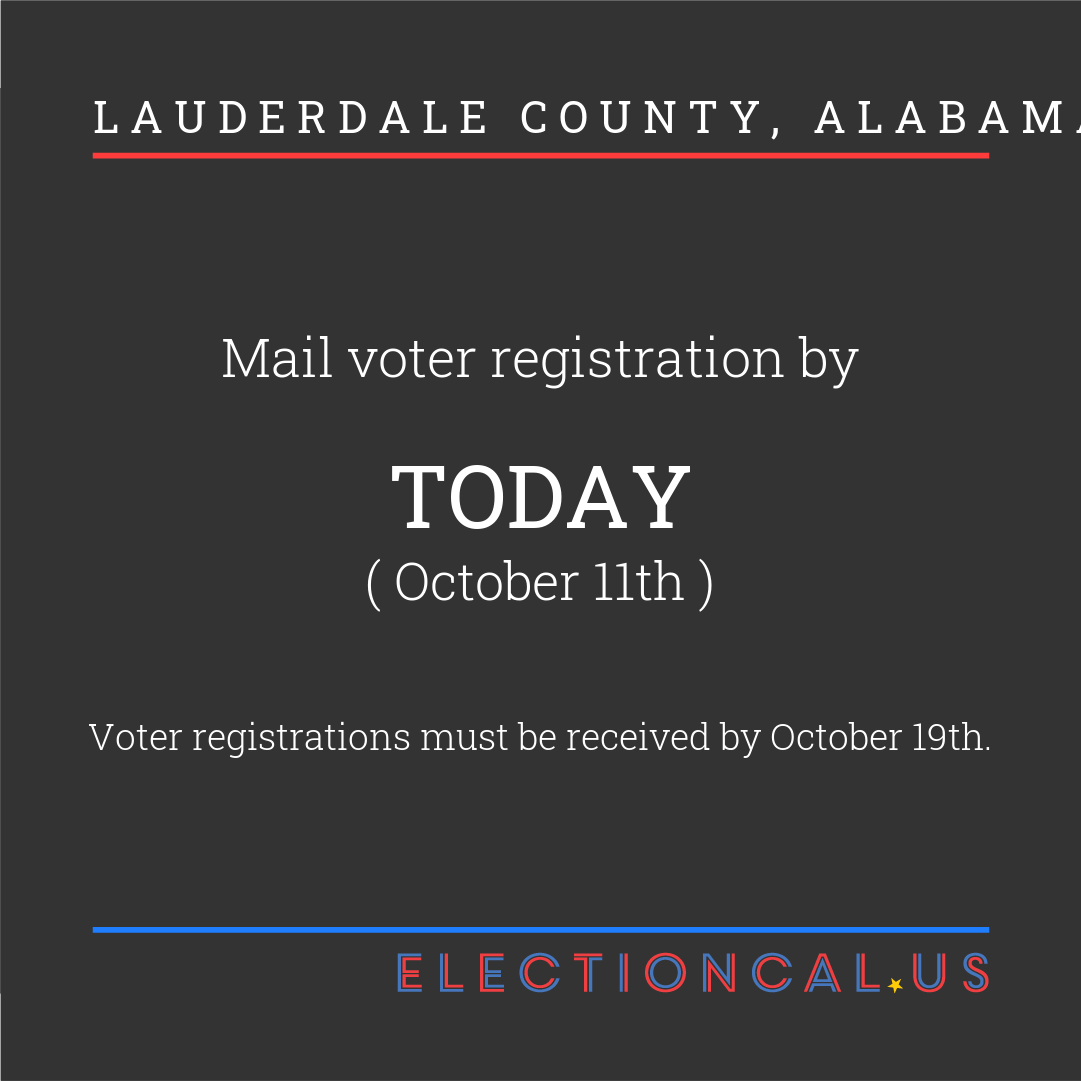 LAUDERDALE COUNTY, ALABAMA
Mail voter registration by
TODAY
( October 11th )
Voter registrations must be received by October 19th.
ELECTIONCAL.US